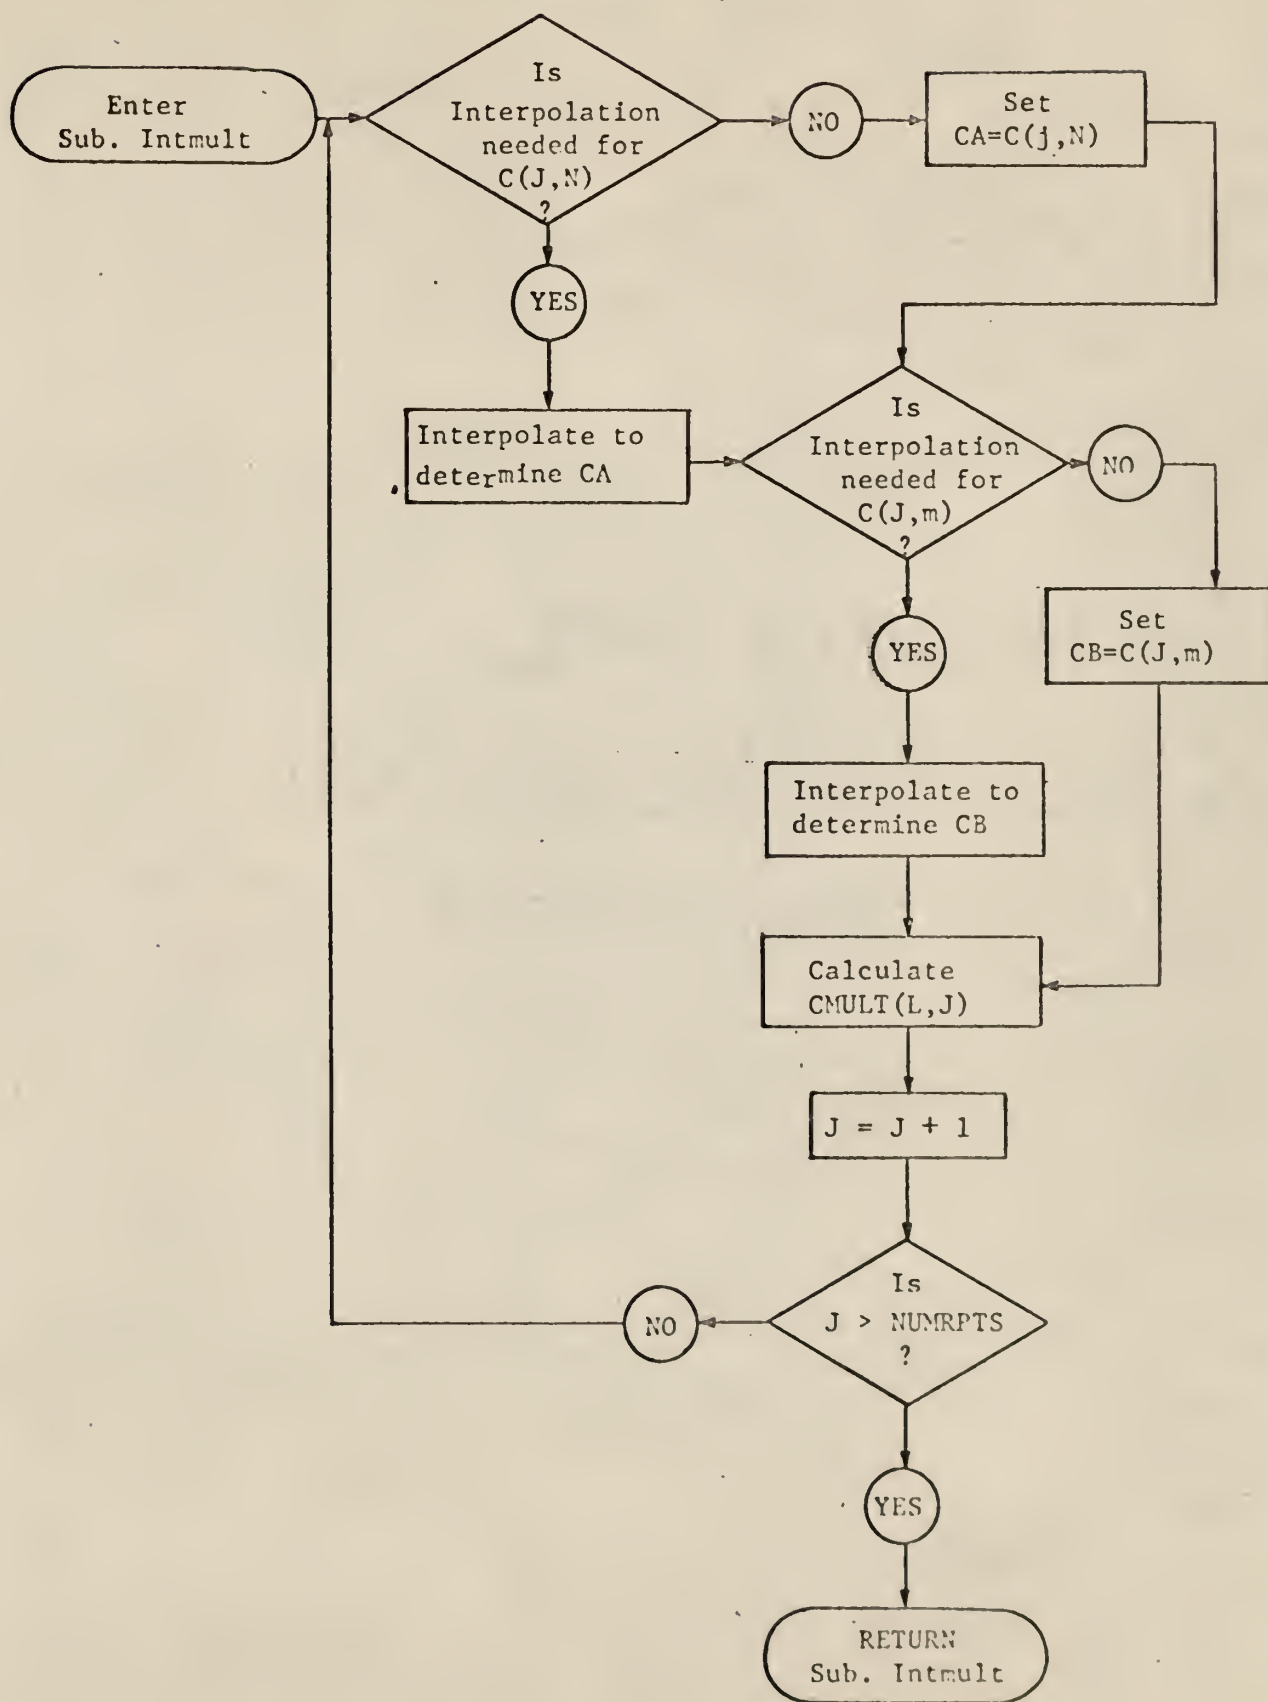 Enter
Sub. Intmult
Is
Interpolation
needed for
C(J,N)
?
NO
Set
CA=C(j,N)
YES
Interpolate to
determine CA
Is
Interpolation
needed for
C(J,m)
?
NO
Set
CB=C(J,m)
YES
Interpolate to
determine CB
Calculate
CMULT(L,J)
J = J + 1
Is
J > NUMRPTS
?
NO
YES
RETURN
Sub. Intmult